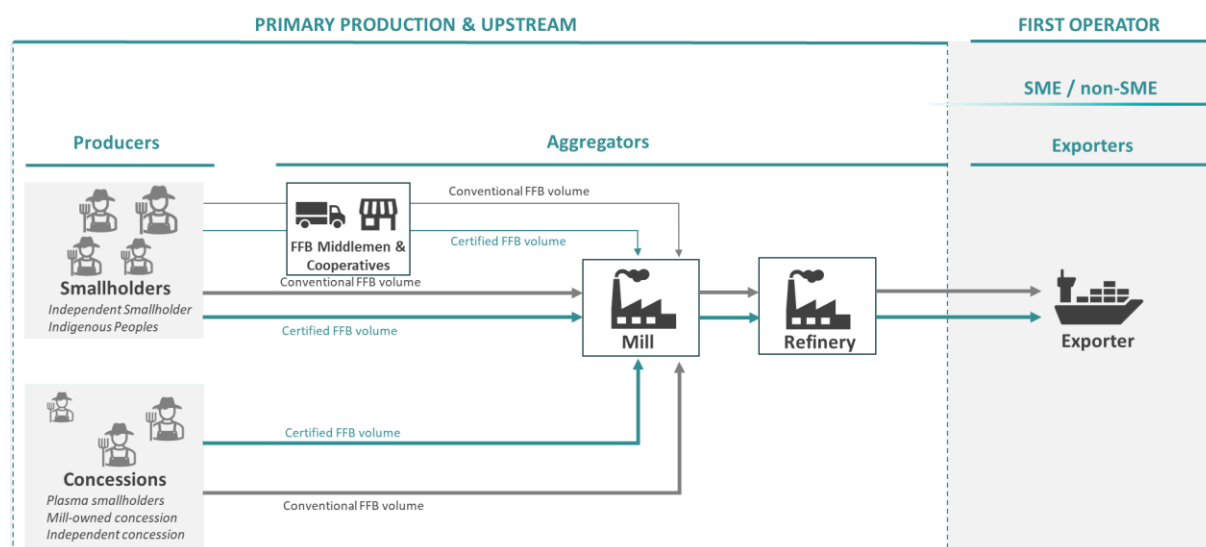 PRIMARY PRODUCTION & UPSTREAM
FIRST OPERATOR
SME / non-SME
Producers
Aggregators
Exporters
Conventional FFB volume
Certified FFB volume
FFB Middlemen &
Cooperatives
Smallholders
Independent Smallholder
Indigenous Peoples
Conventional FFB volume
Certified FFB volume
Mill
Refinery
Exporter
Certified FFB volume
Concessions
Plasma smallholders
Mill-owned concession
Independent concession
Conventional FFB volume